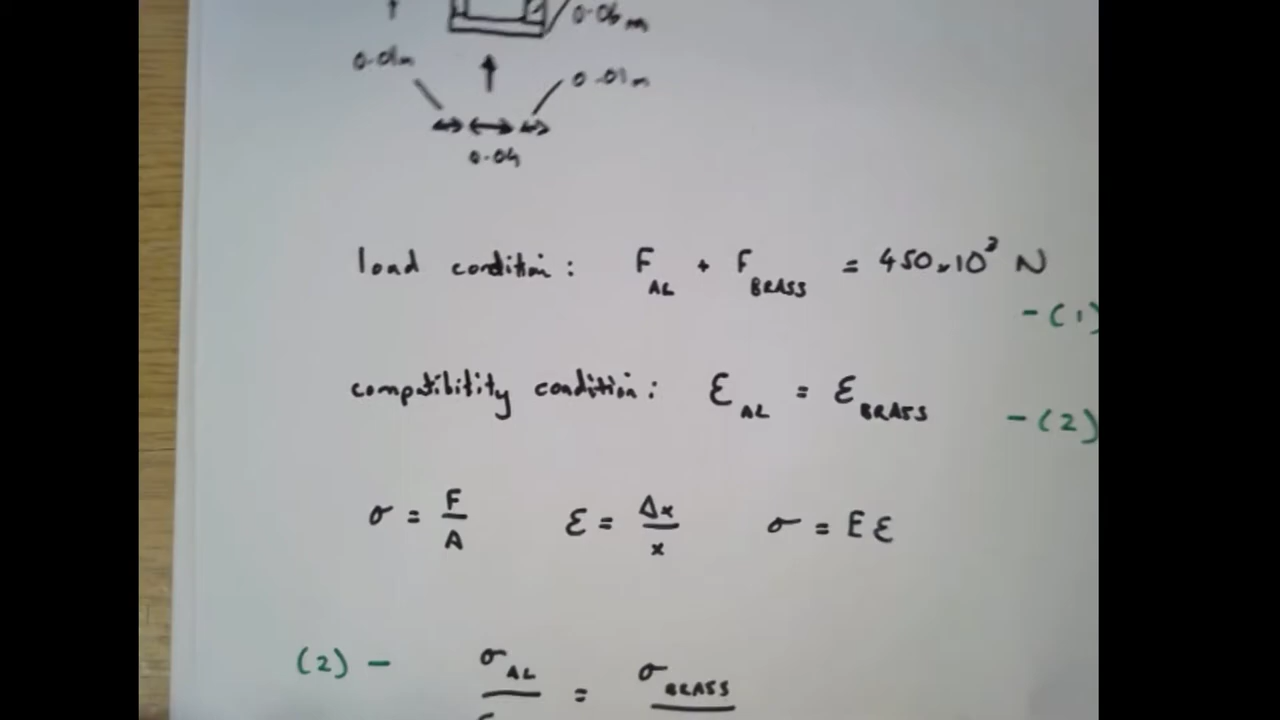 0.06m
0.01m 0.01m
0.04
load condition: F_AL + F_BRASS = 450×10³ N
-(1)
compatibility condition: ε_AL = ε_BRASS -(2)
σ = F/A ε = Δx/x σ = Eε
(2) - σ_AL = σ_BRASS